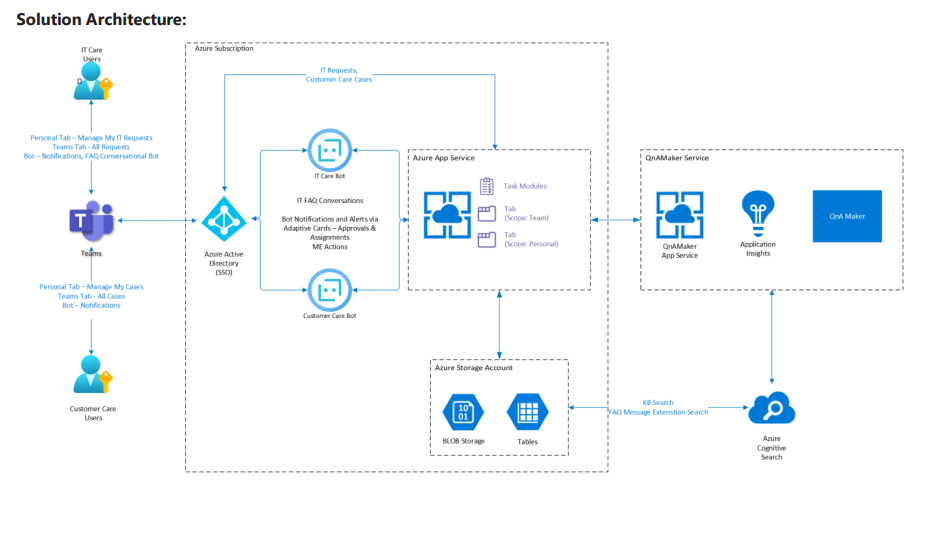 Solution Architecture:
IT Care
Users
Azure Subscription
IT Requests,
Customer Care Cases
Personal Tab – Manage My IT Requests
Teams Tab - All Requests
Bot – Notifications, FAQ Conversational Bot
IT Care Bot
Azure App Service
Task Modules
Tab
(Scope: Team)
Tab
(Scope: Personal)
QnAMaker Service
QnAMaker
App Service
Application
Insights
QnA Maker
IT FAQ Conversations
Bot Notifications and Alerts via
Adaptive Cards – Approvals &
Assignments
ME Actions
T
Teams
Azure Active
Directory
(SSO)
Personal Tab – Manage My Cases
Teams Tab - All Cases
Bot – Notifications
Customer Care Bot
Customer Care
Users
Azure Storage Account
10
01
BLOB Storage
Tables
KB Search
FAQ Message Extenstion Search
Azure
Cognitive
Search